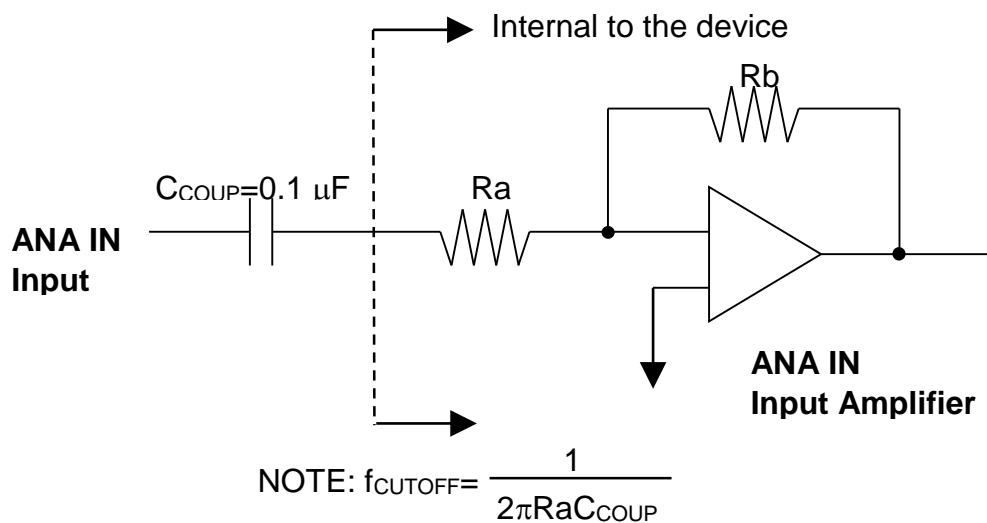 Internal to the device
Rb
CCOUP=0.1 μF
Ra
ANA IN
Input
ANA IN
Input Amplifier
NOTE: fCUTOFF= 1
2πRaCCOUP